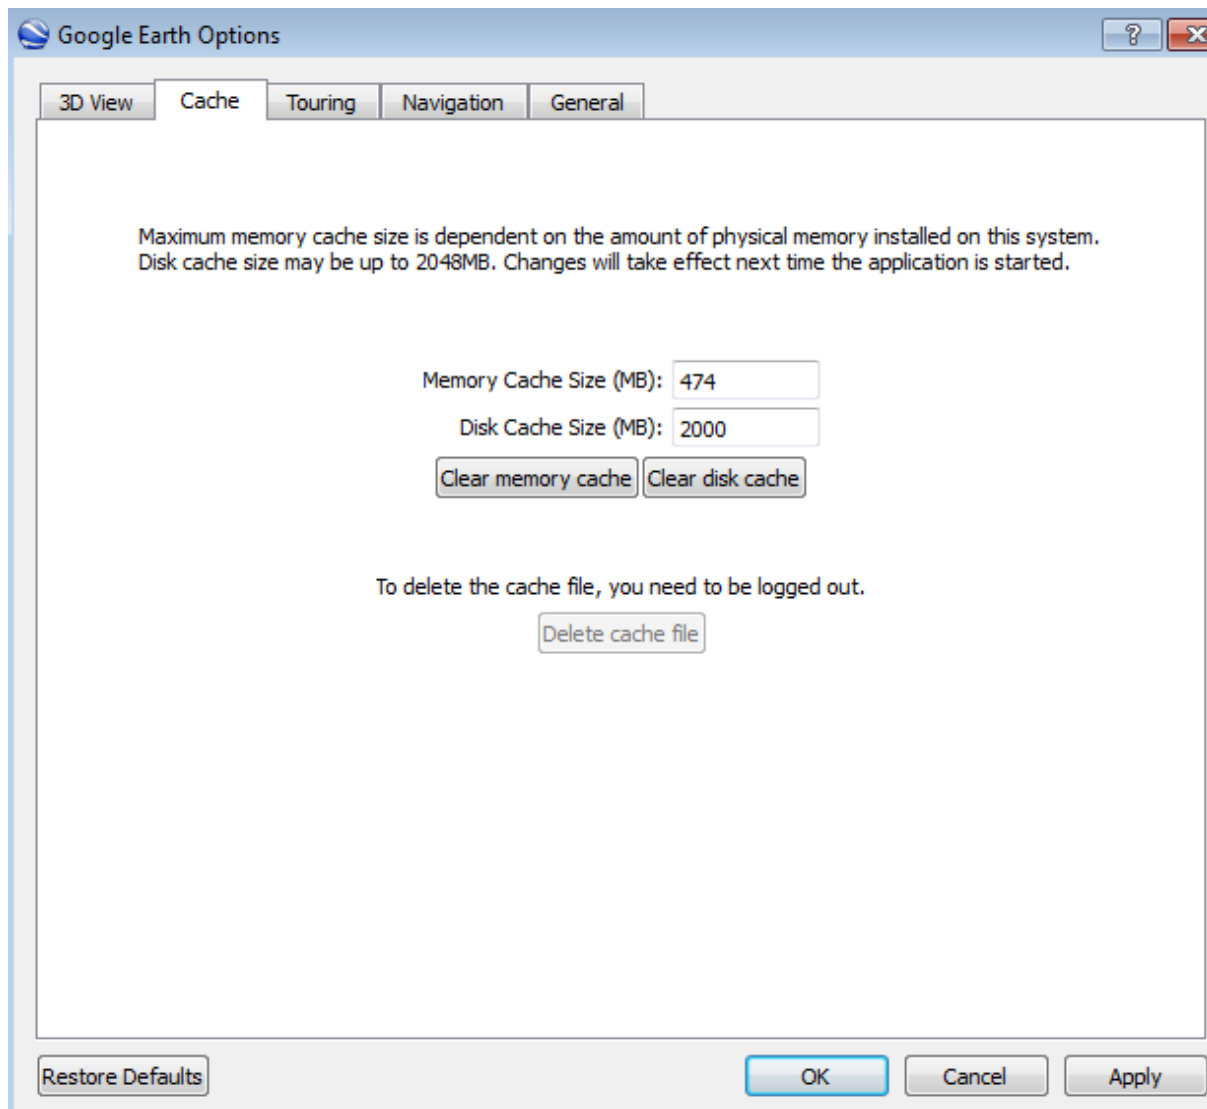 Google Earth Options
3D View Cache Touring Navigation General
Maximum memory cache size is dependent on the amount of physical memory installed on this system.
Disk cache size may be up to 2048MB. Changes will take effect next time the application is started.
Memory Cache Size (MB): 474
Disk Cache Size (MB): 2000
Clear memory cache Clear disk cache
To delete the cache file, you need to be logged out.
Delete cache file
Restore Defaults OK Cancel Apply